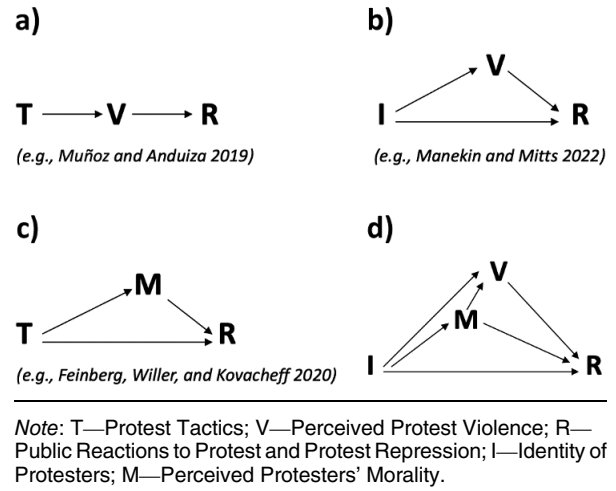 a)
T V R
(e.g., Muñoz and Anduiza 2019)
b)
V
I R
(e.g., Manekin and Mitts 2022)
c)
M
T R
(e.g., Feinberg, Willer, and Kovacheff 2020)
d)
V
M
I R
Note: T—Protest Tactics; V—Perceived Protest Violence; R—
Public Reactions to Protest and Protest Repression; I—Identity of
Protesters; M—Perceived Protesters’ Morality.